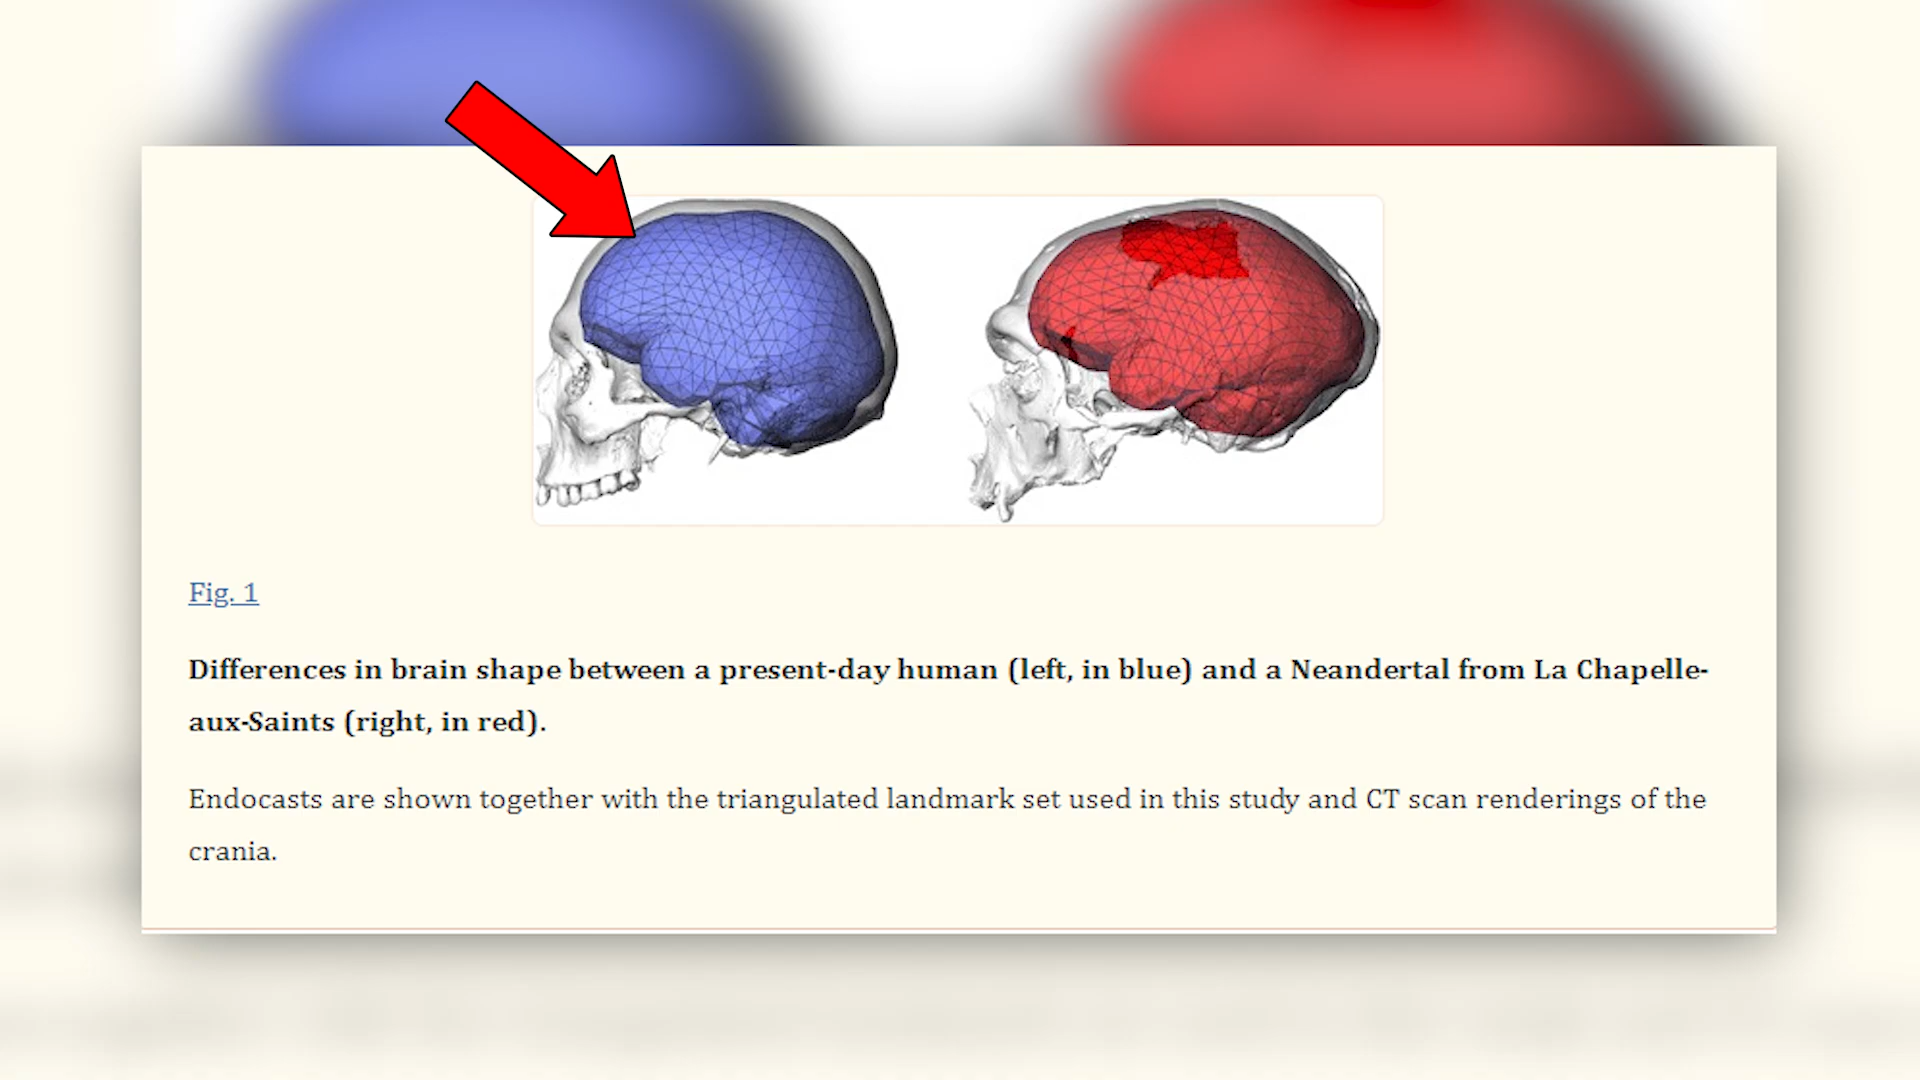 Fig. 1
Differences in brain shape between a present-day human (left, in blue) and a Neandertal from La Chapelle-
aux-Saints (right, in red).
Endocasts are shown together with the triangulated landmark set used in this study and CT scan renderings of the
crania.